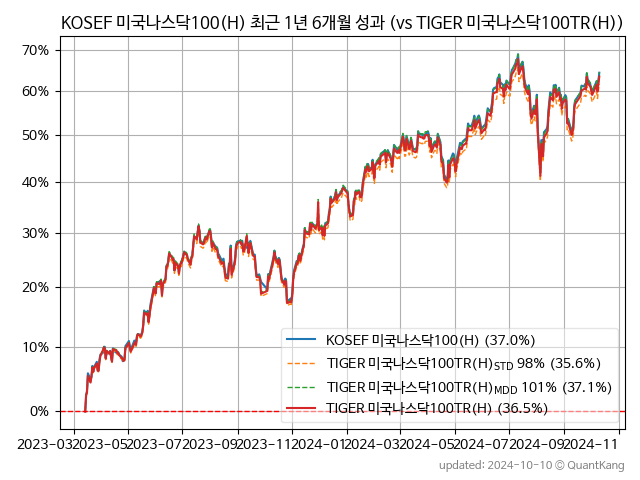 KOSEF 미국나스닥100(H) 최근 1년 6개월 성과 (vs TIGER 미국나스닥100TR(H))
70%
60%
50%
40%
30%
20%
10%
0%
KOSEF 미국나스닥100(H) (37.0%)
TIGER 미국나스닥100TR(H)STD 98% (35.6%)
TIGER 미국나스닥100TR(H)MDD 101% (37.1%)
TIGER 미국나스닥100TR(H) (36.5%)
2023-03 2023-05 2023-07 2023-09 2023-11 2024-01 2024-03 2024-05 2024-07 2024-09 2024-11
updated: 2024-10-10 © QuantKang